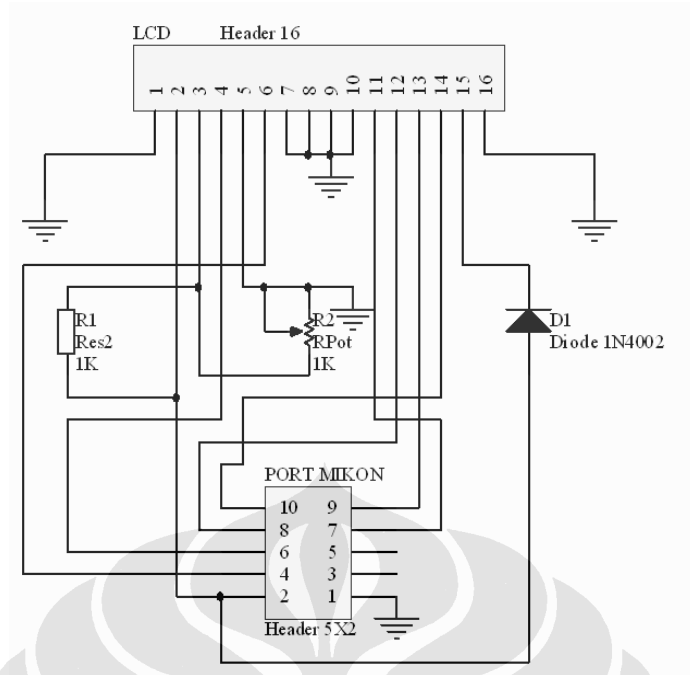 LCD Header 16
1 2 3 4 5 6 7 8 9 10 11 12 13 14 15 16
R1
Res2
1K
R2
RPot
1K
D1
Diode 1N4002
PORT MIKON
10 9
8 7
6 5
4 3
2 1
Header 5X2